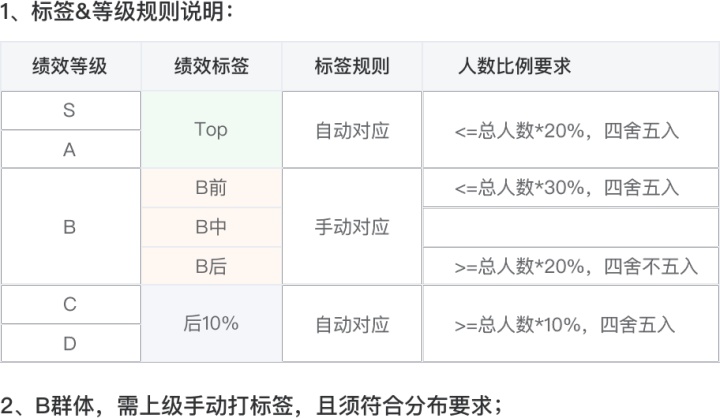 1、标签&等级规则说明：
绩效等级 绩效标签 标签规则 人数比例要求
S
Top 自动对应 <=总人数*20%，四舍五入
A
B前 <=总人数*30%，四舍五入
B B中 手动对应
B后 >=总人数*20%，四舍不五入
C
后10% 自动对应 >=总人数*10%，四舍五入
D
2、B群体，需上级手动打标签，且须符合分布要求；